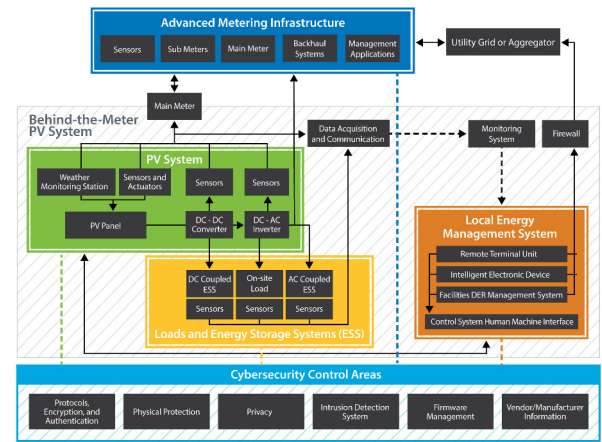 Advanced Metering Infrastructure
Sensors
Sub Meters
Main Meter
Backhaul
Systems
Management
Applications
Utility Grid or Aggregator
Main Meter
Behind-the-Meter
PV System
Data Acquisition
and Communication
Monitoring
System
Firewall
PV System
Weather
Monitoring Station
Sensors and
Actuators
Sensors
Sensors
PV Panel
DC - DC
Converter
DC - AC
Inverter
Local Energy
Management System
Remote Terminal Unit
Intelligent Electronic Device
Facilities DER Management System
Control System Human Machine Interface
DC Coupled
ESS
On-site
Load
AC Coupled
ESS
Sensors
Sensors
Sensors
Loads and Energy Storage Systems (ESS)
Cybersecurity Control Areas
Protocols,
Encryption, and
Authentication
Physical Protection
Privacy
Intrusion Detection
System
Firmware
Management
Vendor/Manufacturer
Information